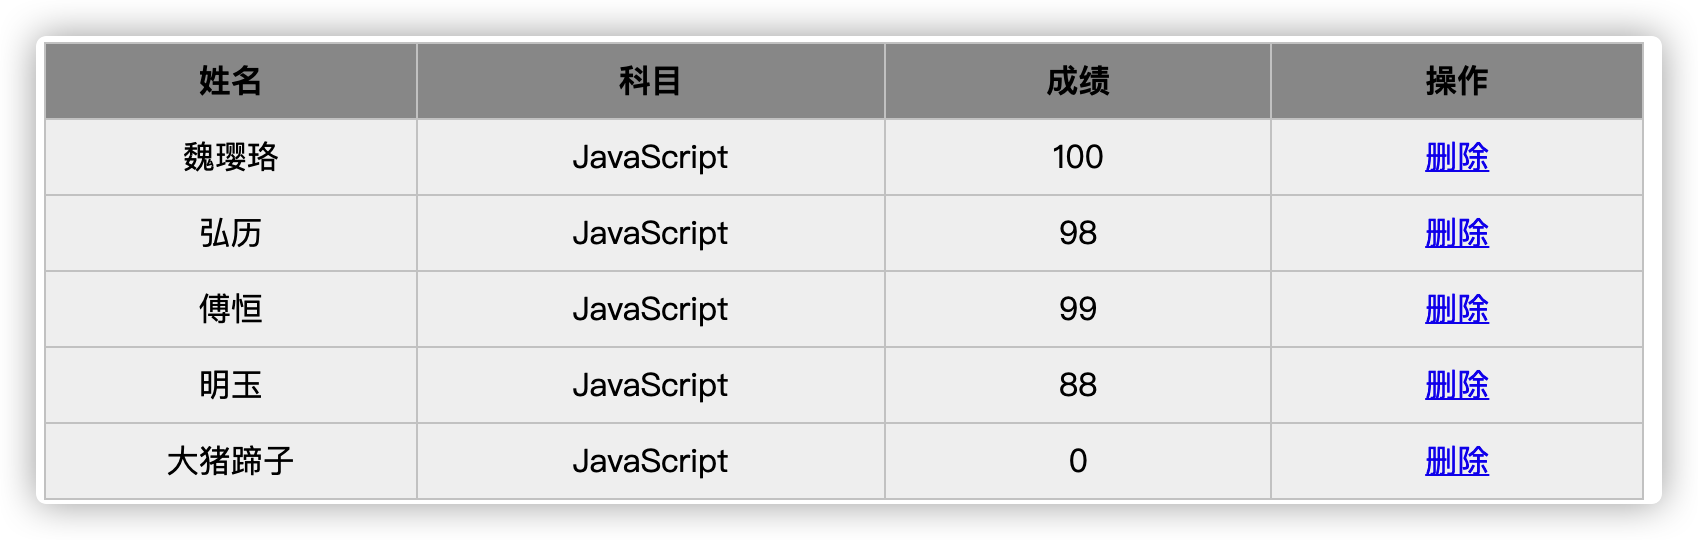 姓名 科目 成绩 操作
魏璎珞 JavaScript 100 删除
弘历 JavaScript 98 删除
傅恒 JavaScript 99 删除
明玉 JavaScript 88 删除
大猪蹄子 JavaScript 0 删除